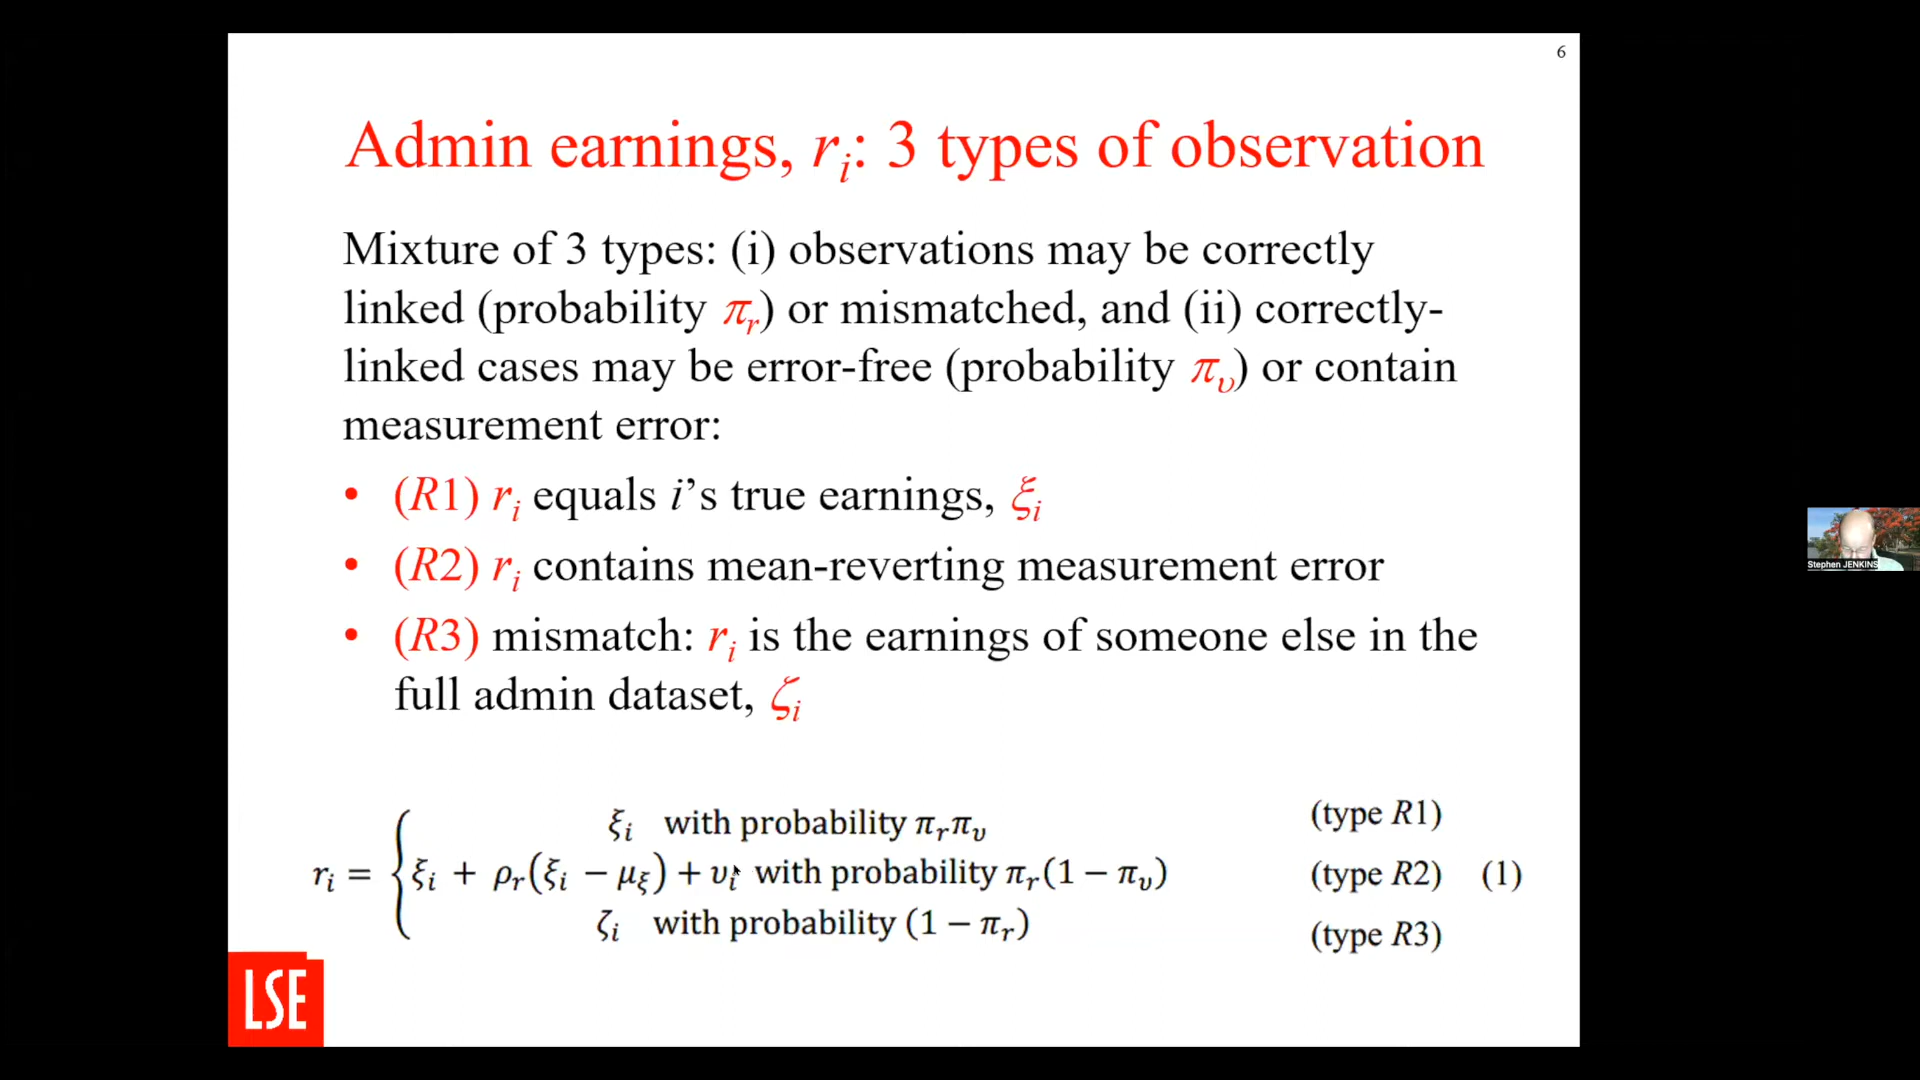 6
Admin earnings, rᵢ: 3 types of observation
Mixture of 3 types: (i) observations may be correctly
linked (probability πᵣ) or mismatched, and (ii) correctly-
linked cases may be error-free (probability π_υ) or contain
measurement error:
• (R1) rᵢ equals i’s true earnings, ξᵢ
• (R2) rᵢ contains mean-reverting measurement error
• (R3) mismatch: rᵢ is the earnings of someone else in the
full admin dataset, ζᵢ
ξᵢ with probability πᵣπ_υ (type R1)
rᵢ = { ξᵢ + ρᵣ(ξᵢ − μ_ξ) + υᵢ with probability πᵣ(1 − π_υ) (type R2) (1)
ζᵢ with probability (1 − πᵣ) (type R3)
LSE
Stephen JENKINS